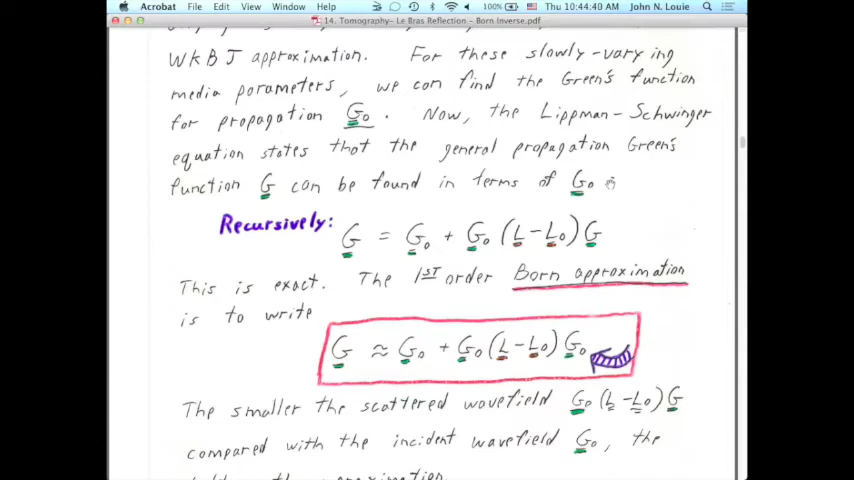 Acrobat File Edit View Window Help 100% Thu 10:44:40 AM John N. Louie
14. Tomography- Le Bras Reflection - Born Inverse.pdf
WKBJ approximation. For these slowly-varying
media parameters, we can find the Green's function
for propagation G₀. Now, the Lippman-Schwinger
equation states that the general propagation Green's
function G can be found in terms of G₀
Recursively: G = G₀ + G₀ (L-L₀) G
This is exact. The 1ST order Born approximation
is to write
G ≈ G₀ + G₀ (L-L₀) G₀
The smaller the scattered wavefield G₀ (L-L₀) G
compared with the incident wavefield G₀, the